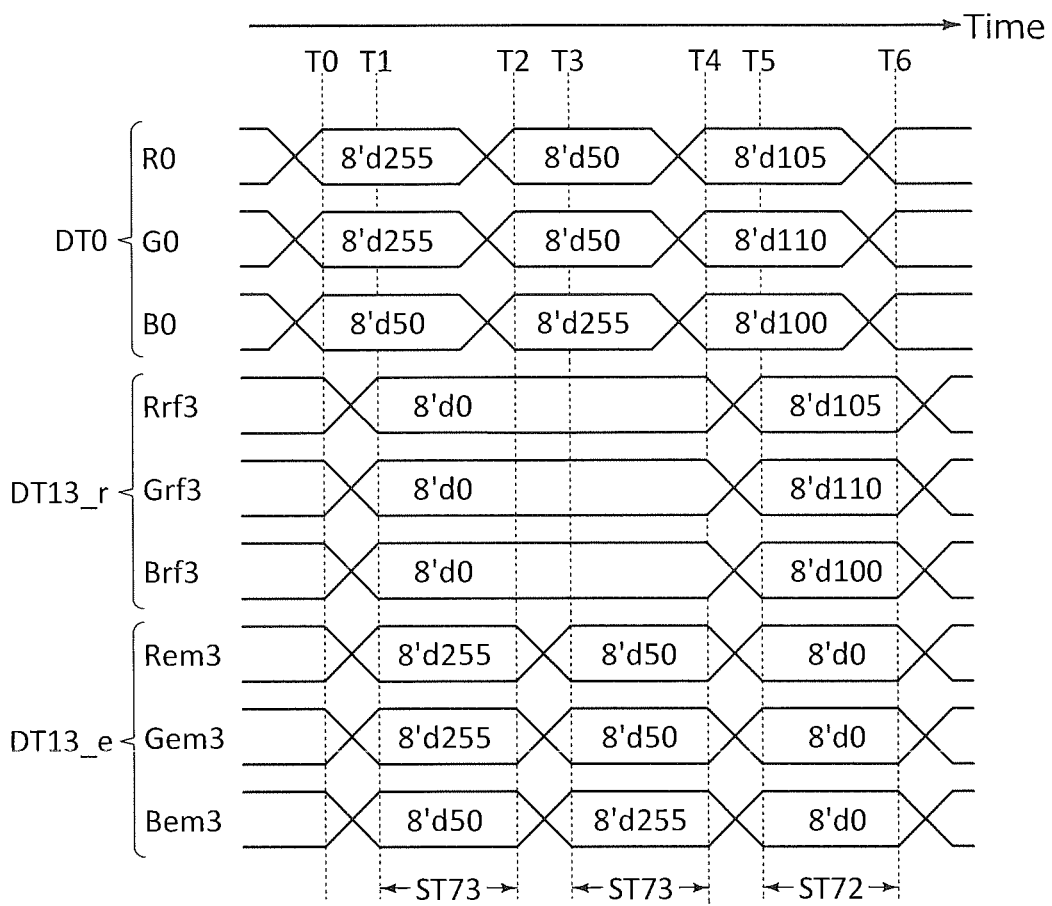 Time
T0 T1 T2 T3 T4 T5 T6
DT0
R0 8'd255 8'd50 8'd105
G0 8'd255 8'd50 8'd110
B0 8'd50 8'd255 8'd100
DT13_r
Rrf3 8'd0 8'd105
Grf3 8'd0 8'd110
Brf3 8'd0 8'd100
DT13_e
Rem3 8'd255 8'd50 8'd0
Gem3 8'd255 8'd50 8'd0
Bem3 8'd50 8'd255 8'd0
ST73 ST73 ST72